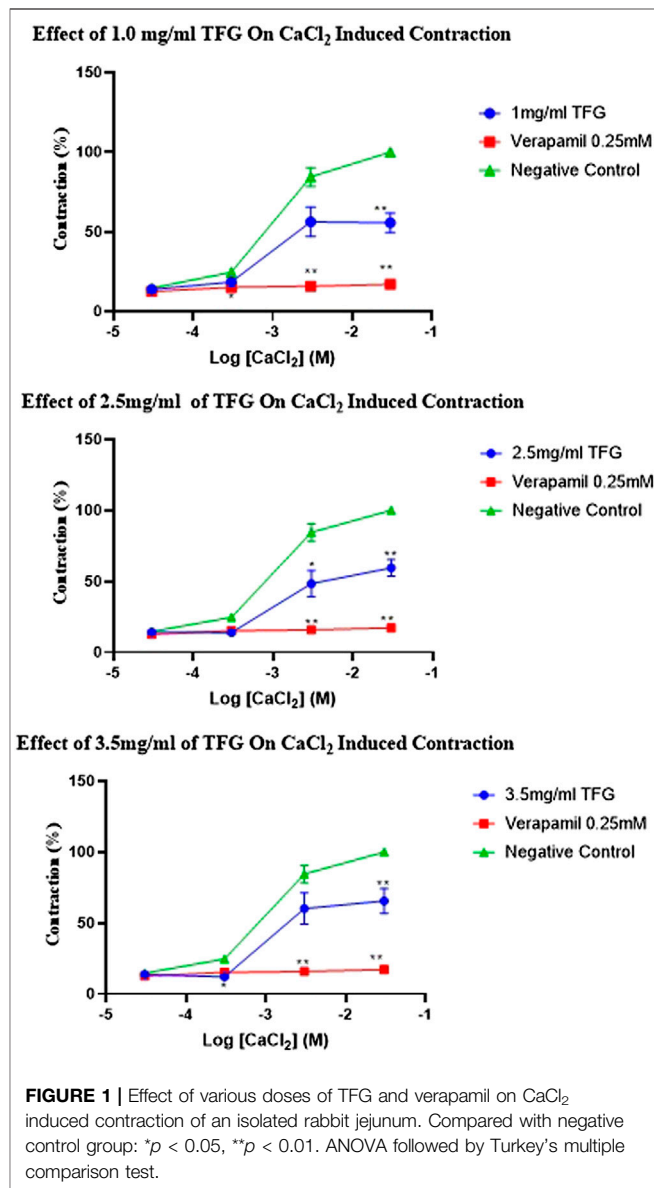 Effect of 1.0 mg/ml TFG On CaCl₂ Induced Contraction
150
100
50
0
Contraction (%)
**
**
**
*
-5 -4 -3 -2 -1
Log [CaCl₂] (M)
1mg/ml TFG
Verapamil 0.25mM
Negative Control
Effect of 2.5mg/ml of TFG On CaCl₂ Induced Contraction
150
100
50
0
Contraction (%)
*
**
**
**
-5 -4 -3 -2 -1
Log [CaCl₂] (M)
2.5mg/ml TFG
Verapamil 0.25mM
Negative Control
Effect of 3.5mg/ml of TFG On CaCl₂ Induced Contraction
150
100
50
0
Contraction (%)
**
**
**
*
-5 -4 -3 -2 -1
Log [CaCl₂] (M)
3.5mg/ml TFG
Verapamil 0.25mM
Negative Control
FIGURE 1 | Effect of various doses of TFG and verapamil on CaCl₂
induced contraction of an isolated rabbit jejunum. Compared with negative
control group: *p < 0.05, **p < 0.01. ANOVA followed by Turkey's multiple
comparison test.